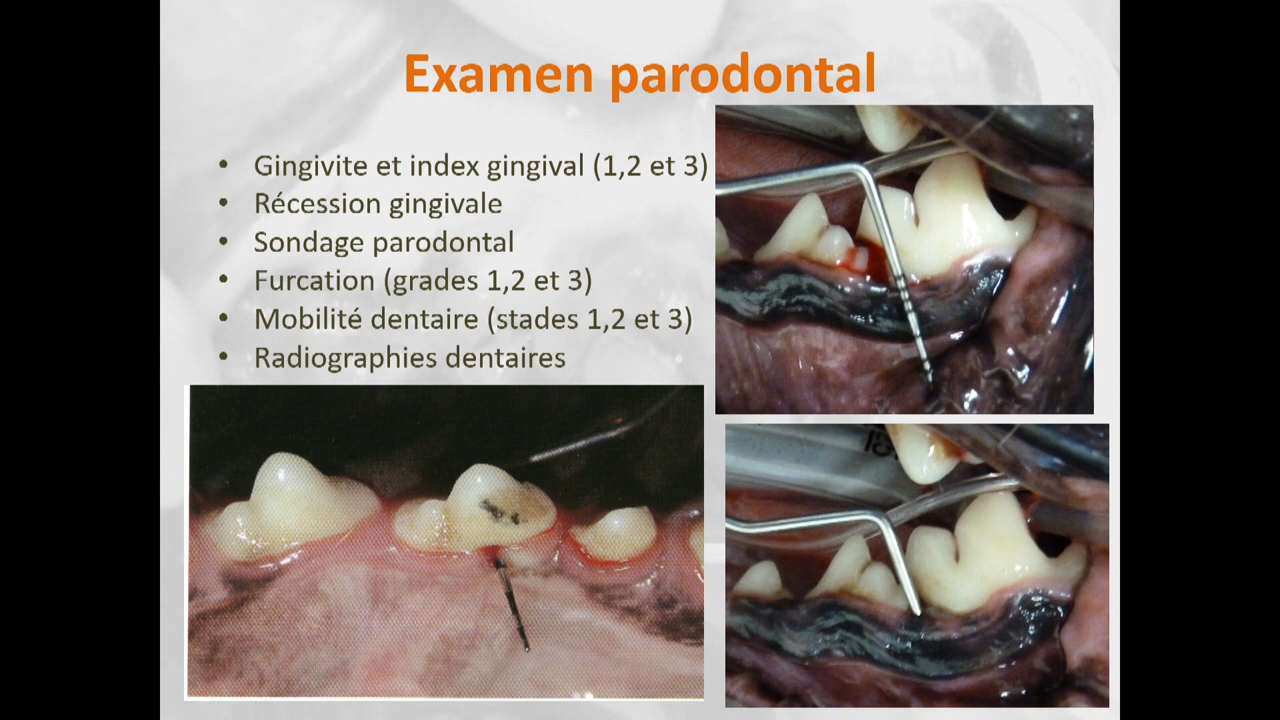 Examen parodontal
• Gingivite et index gingival (1,2 et 3)
• Récession gingivale
• Sondage parodontal
• Furcation (grades 1,2 et 3)
• Mobilité dentaire (stades 1,2 et 3)
• Radiographies dentaires